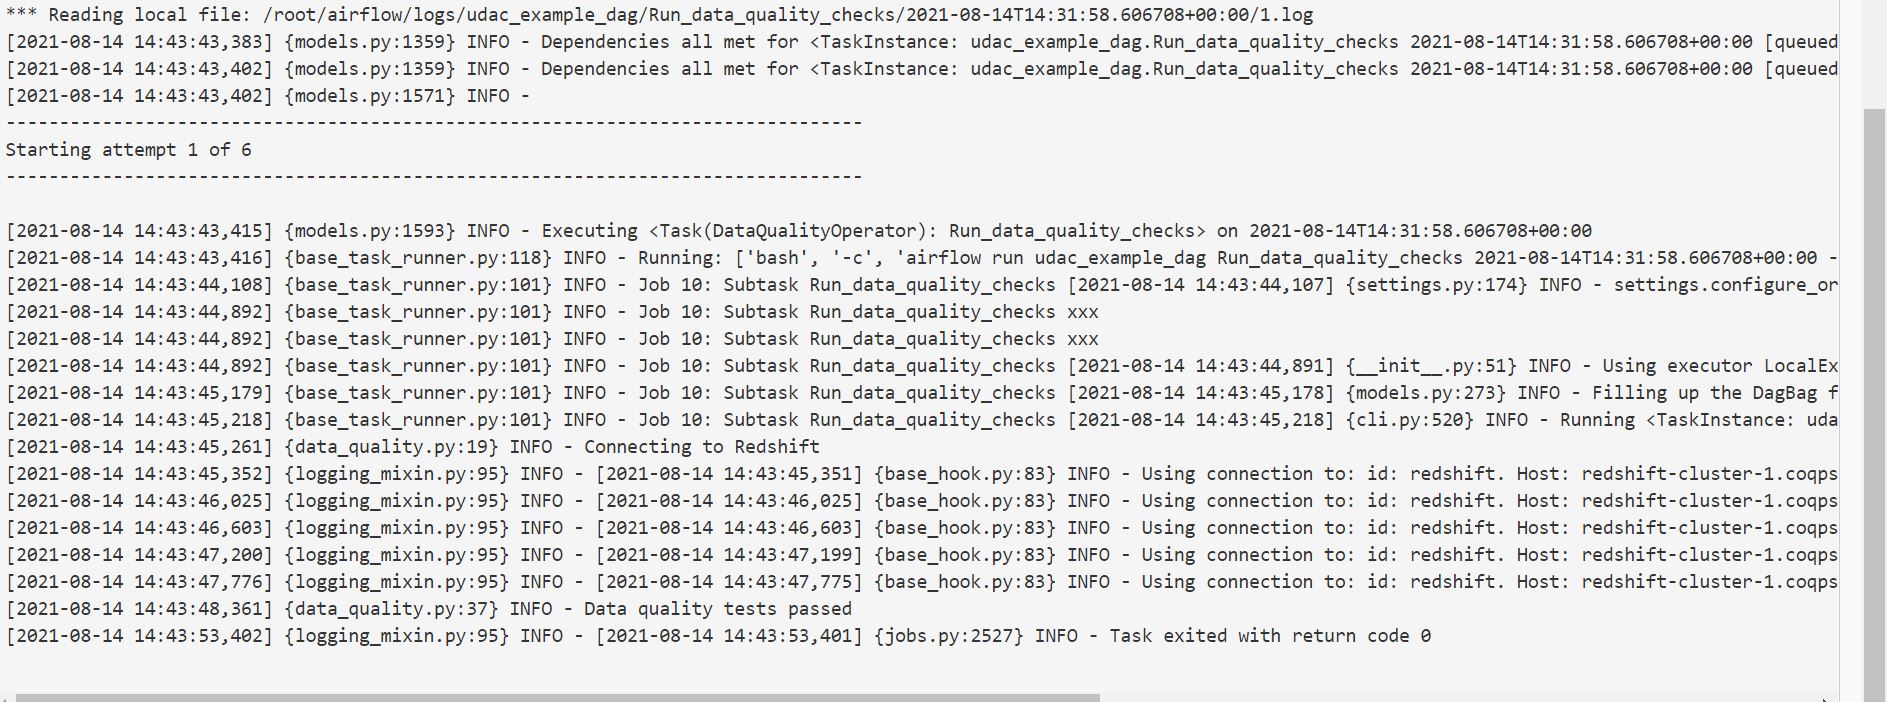 *** Reading local file: /root/airflow/logs/udac_example_dag/Run_data_quality_checks/2021-08-14T14:31:58.606708+00:00/1.log
[2021-08-14 14:43:43,383] {models.py:1359} INFO - Dependencies all met for <TaskInstance: udac_example_dag.Run_data_quality_checks 2021-08-14T14:31:58.606708+00:00 [queued
[2021-08-14 14:43:43,402] {models.py:1359} INFO - Dependencies all met for <TaskInstance: udac_example_dag.Run_data_quality_checks 2021-08-14T14:31:58.606708+00:00 [queued
[2021-08-14 14:43:43,402] {models.py:1571} INFO -
--------------------------------------------------------------------------------
Starting attempt 1 of 6
--------------------------------------------------------------------------------
[2021-08-14 14:43:43,415] {models.py:1593} INFO - Executing <Task(DataQualityOperator): Run_data_quality_checks> on 2021-08-14T14:31:58.606708+00:00
[2021-08-14 14:43:43,416] {base_task_runner.py:118} INFO - Running: ['bash', '-c', 'airflow run udac_example_dag Run_data_quality_checks 2021-08-14T14:31:58.606708+00:00 -
[2021-08-14 14:43:44,108] {base_task_runner.py:101} INFO - Job 10: Subtask Run_data_quality_checks [2021-08-14 14:43:44,107] {settings.py:174} INFO - settings.configure_or
[2021-08-14 14:43:44,892] {base_task_runner.py:101} INFO - Job 10: Subtask Run_data_quality_checks xxx
[2021-08-14 14:43:44,892] {base_task_runner.py:101} INFO - Job 10: Subtask Run_data_quality_checks xxx
[2021-08-14 14:43:44,892] {base_task_runner.py:101} INFO - Job 10: Subtask Run_data_quality_checks [2021-08-14 14:43:44,891] {__init__.py:51} INFO - Using executor LocalEx
[2021-08-14 14:43:45,179] {base_task_runner.py:101} INFO - Job 10: Subtask Run_data_quality_checks [2021-08-14 14:43:45,178] {models.py:273} INFO - Filling up the DagBag f
[2021-08-14 14:43:45,218] {base_task_runner.py:101} INFO - Job 10: Subtask Run_data_quality_checks [2021-08-14 14:43:45,218] {cli.py:520} INFO - Running <TaskInstance: uda
[2021-08-14 14:43:45,261] {data_quality.py:19} INFO - Connecting to Redshift
[2021-08-14 14:43:45,352] {logging_mixin.py:95} INFO - [2021-08-14 14:43:45,351] {base_hook.py:83} INFO - Using connection to: id: redshift. Host: redshift-cluster-1.coqps
[2021-08-14 14:43:46,025] {logging_mixin.py:95} INFO - [2021-08-14 14:43:46,025] {base_hook.py:83} INFO - Using connection to: id: redshift. Host: redshift-cluster-1.coqps
[2021-08-14 14:43:46,603] {logging_mixin.py:95} INFO - [2021-08-14 14:43:46,603] {base_hook.py:83} INFO - Using connection to: id: redshift. Host: redshift-cluster-1.coqps
[2021-08-14 14:43:47,200] {logging_mixin.py:95} INFO - [2021-08-14 14:43:47,199] {base_hook.py:83} INFO - Using connection to: id: redshift. Host: redshift-cluster-1.coqps
[2021-08-14 14:43:47,776] {logging_mixin.py:95} INFO - [2021-08-14 14:43:47,775] {base_hook.py:83} INFO - Using connection to: id: redshift. Host: redshift-cluster-1.coqps
[2021-08-14 14:43:48,361] {data_quality.py:37} INFO - Data quality tests passed
[2021-08-14 14:43:53,402] {logging_mixin.py:95} INFO - [2021-08-14 14:43:53,401] {jobs.py:2527} INFO - Task exited with return code 0